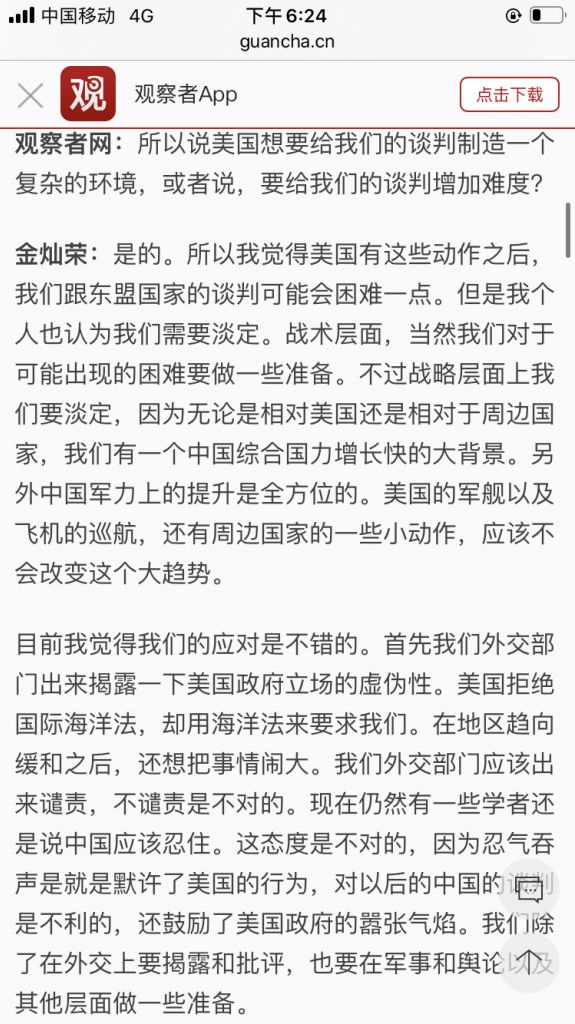 中国移动 4G 下午6:24
guancha.cn
观 观察者App 点击下载
观察者网：所以说美国想要给我们的谈判制造一个
复杂的环境，或者说，要给我们的谈判增加难度？
金灿荣：是的。所以我觉得美国有这些动作之后，
我们跟东盟国家的谈判可能会困难一点。但是我个
人也认为我们需要淡定。战术层面，当然我们对于
可能出现的困难要做一些准备。不过战略层面上我
们要淡定，因为无论是相对美国还是相对于周边国
家，我们有一个中国综合国力增长快的大背景。另
外中国军力上的提升是全方位的。美国的军舰以及
飞机的巡航，还有周边国家的一些小动作，应该不
会改变这个大趋势。
目前我觉得我们的应对是不错的。首先我们外交部
门出来揭露一下美国政府立场的虚伪性。美国拒绝
国际海洋法，却用海洋法来要求我们。在地区趋向
缓和之后，还想把事情闹大。我们外交部门应该出
来谴责，不谴责是不对的。现在仍然有一些学者还
是说中国应该忍住。这态度是不对的，因为忍气吞
声是就是默许了美国的行为，对以后的中国的谈判
是不利的，还鼓励了美国政府的嚣张气焰。我们除
了在外交上要揭露和批评，也要在军事和舆论以及
其他层面做一些准备。